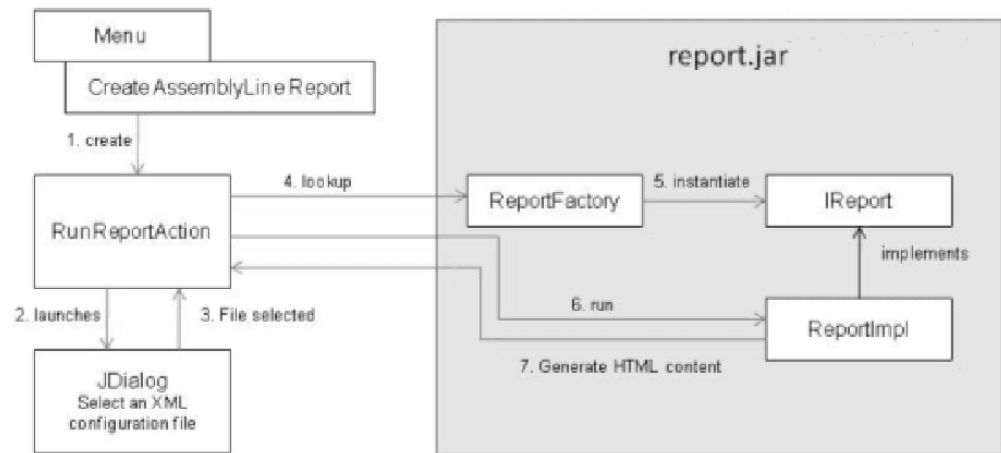 Menu
Create AssemblyLine Report
report.jar
1. create
4. lookup
5. instantiate
RunReportAction
ReportFactory
IReport
implements
2. launches
3. File selected
6. run
ReportImpl
7. Generate HTML content
JDialog
Select an XML
configuration file